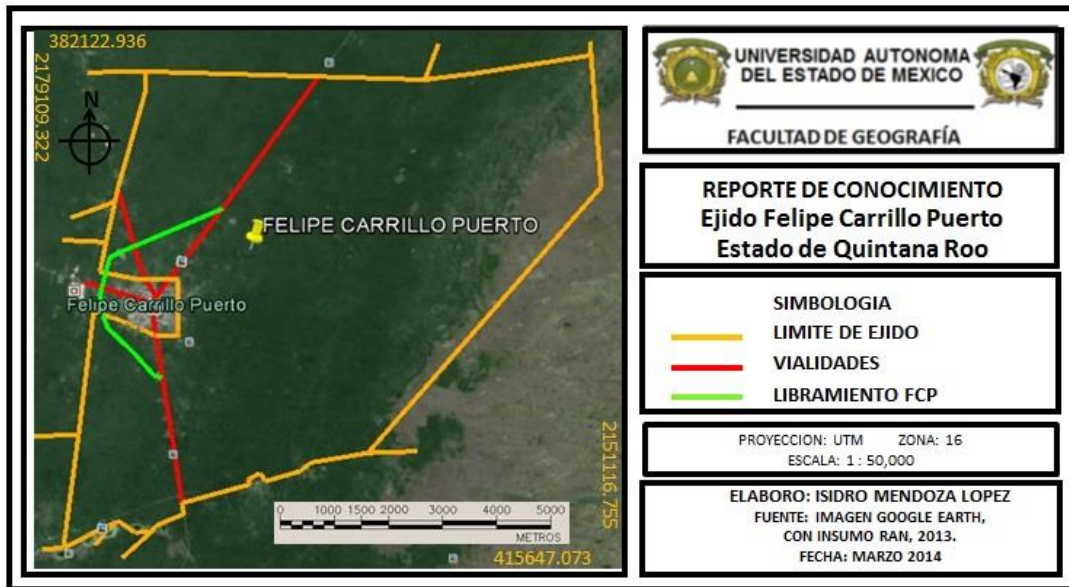 382122.936
2179109.322
N
FELIPE CARRILLO PUERTO
Felipe Carrillo Puerto
0 1000 2000 3000 4000 5000
METROS
2151116.755
415647.073
UNIVERSIDAD AUTONOMA
DEL ESTADO DE MEXICO
FACULTAD DE GEOGRAFÍA
REPORTE DE CONOCIMIENTO
Ejido Felipe Carrillo Puerto
Estado de Quintana Roo
SIMBOLOGIA
LIMITE DE EJIDO
VIALIDADES
LIBRAMIENTO FCP
PROYECCION: UTM ZONA: 16
ESCALA: 1 : 50,000
ELABORO: ISIDRO MENDOZA LOPEZ
FUENTE: IMAGEN GOOGLE EARTH,
CON INSUMO RAN, 2013.
FECHA: MARZO 2014